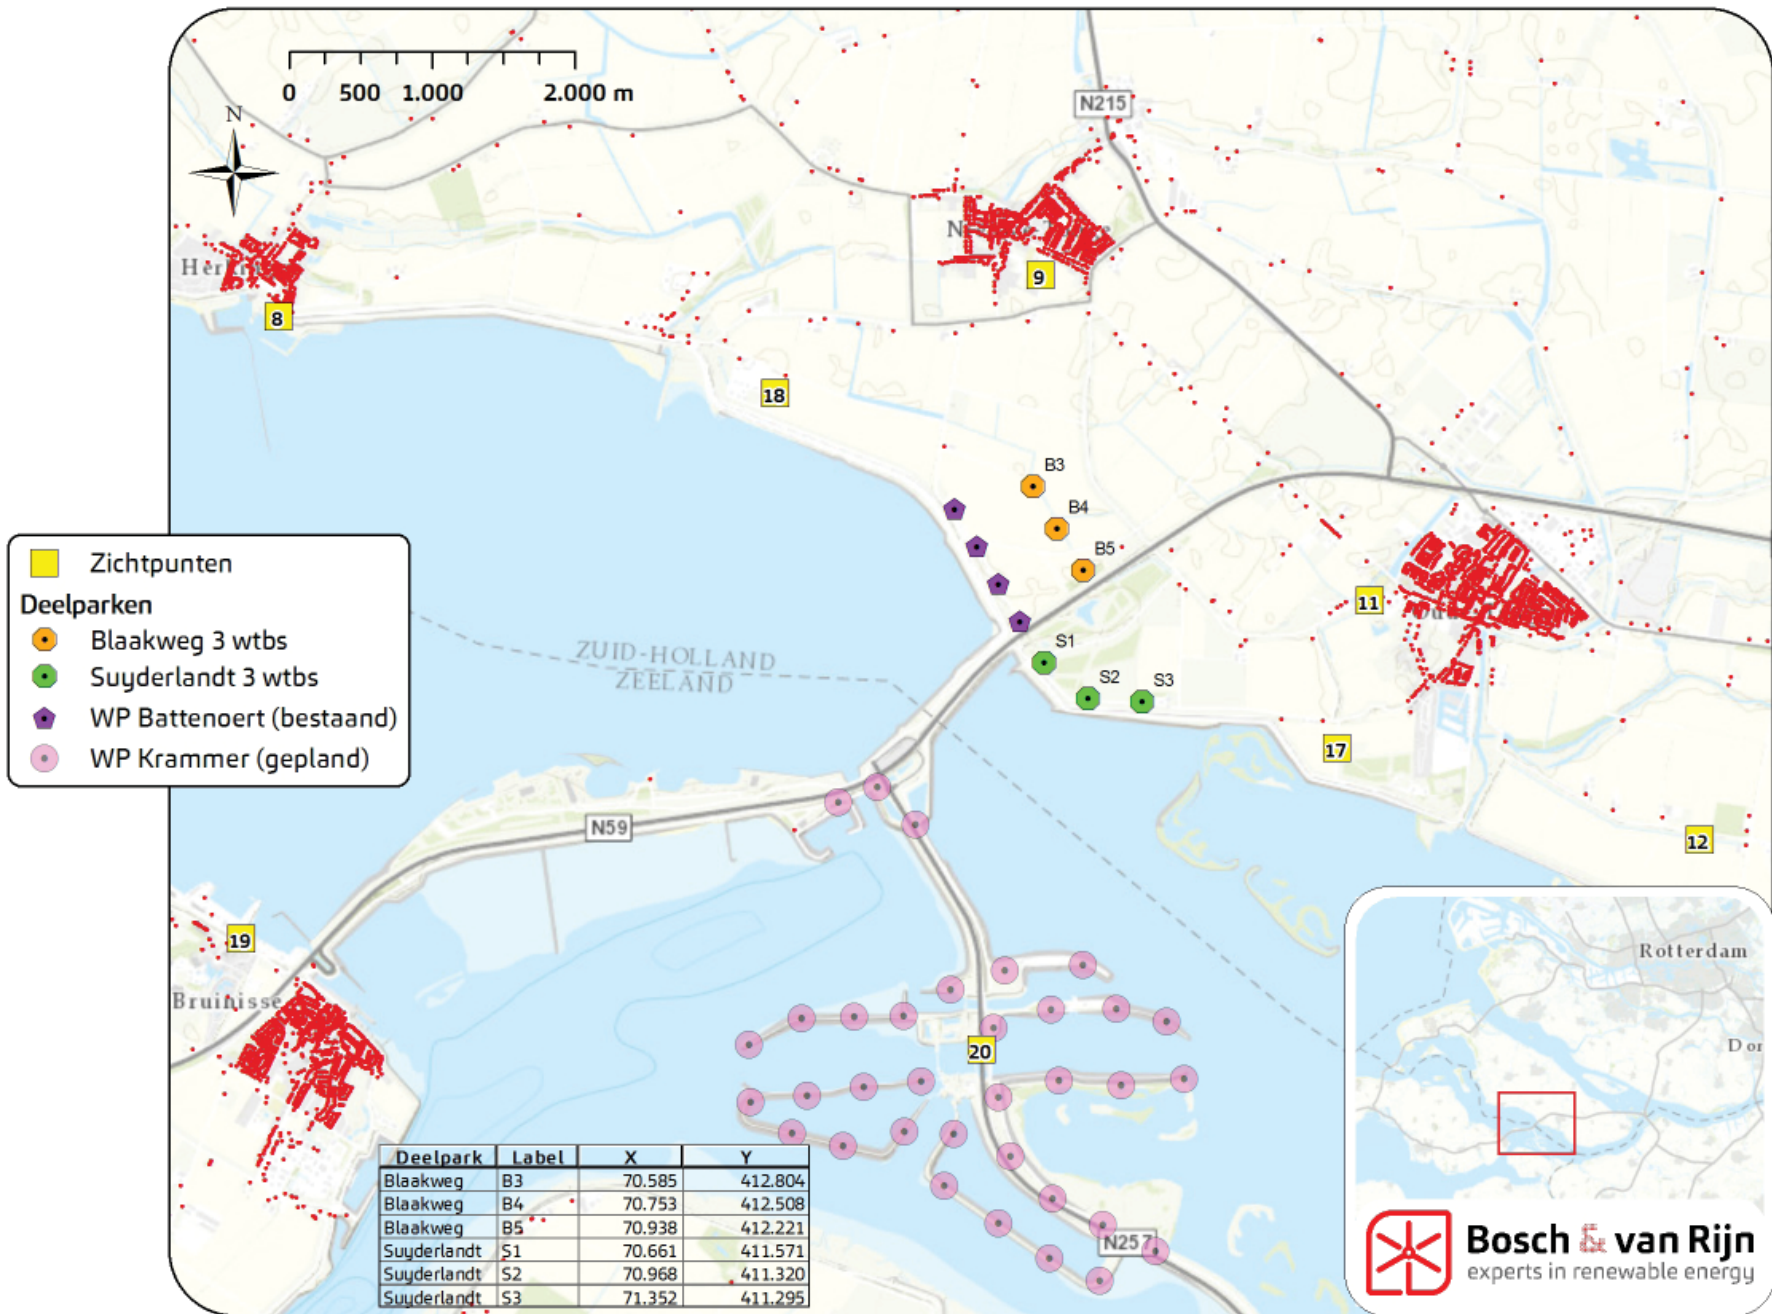 0 500 1.000 2.000 m
N
N215
9
8
18
B3
B4
B5
11
S1
S2
S3
17
12
ZUID-HOLLAND
ZEELAND
N59
19
Bruinisse
20
N257
Zichtpunten
Deelparken
Blaakweg 3 wtbs
Suyderlandt 3 wtbs
WP Battenoert (bestaand)
WP Krammer (gepland)
Deelpark Label X Y
Blaakweg B3 70.585 412.804
Blaakweg B4 70.753 412.508
Blaakweg B5 70.938 412.221
Suyderlandt S1 70.661 411.571
Suyderlandt S2 70.968 411.320
Suyderlandt S3 71.352 411.295
Rotterdam
Dor
Bosch & van Rijn
experts in renewable energy